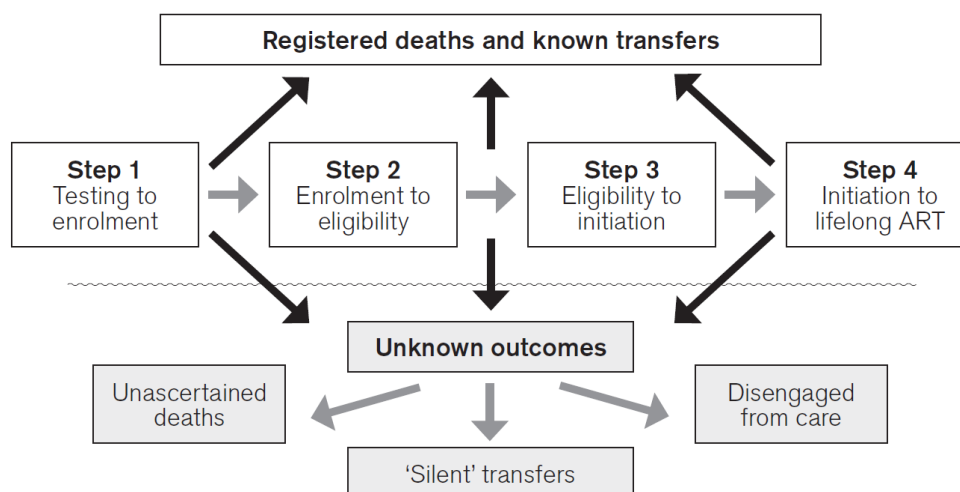 Registered deaths and known transfers
Step 1
Testing to
enrolment
Step 2
Enrolment to
eligibility
Step 3
Eligibility to
initiation
Step 4
Initiation to
lifelong ART
Unknown outcomes
Unascertained
deaths
‘Silent’ transfers
Disengaged
from care